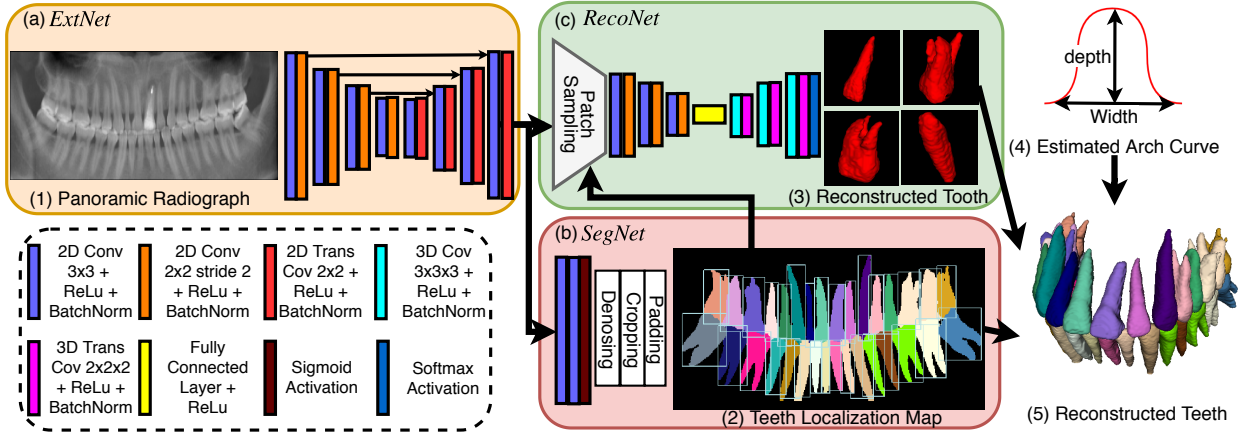 (a) ExtNet
(1) Panoramic Radiograph
2D Conv
3x3 +
ReLu +
BatchNorm
2D Conv
2x2 stride 2
+ ReLu +
BatchNorm
2D Trans
Cov 2x2 +
ReLu +
BatchNorm
3D Cov
3x3x3 +
ReLu +
BatchNorm
3D Trans
Cov 2x2x2
+ ReLu +
BatchNorm
Fully
Connected
Layer +
ReLu
Sigmoid
Activation
Softmax
Activation
(c) RecoNet
Patch
Sampling
(3) Reconstructed Tooth
(b) SegNet
Demosing
Cropping
Padding
(2) Teeth Localization Map
depth
Width
(4) Estimated Arch Curve
(5) Reconstructed Teeth